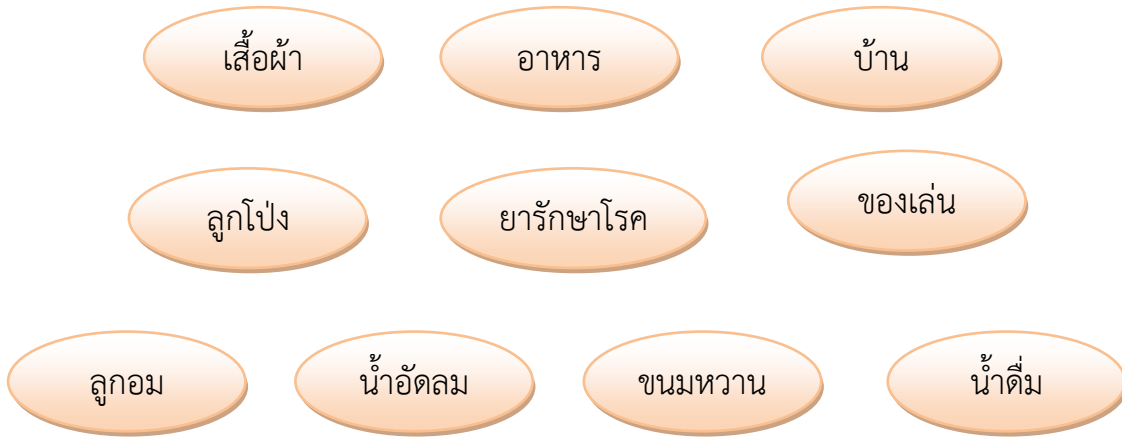 เสื้อผ้า
อาหาร
บ้าน
ลูกโป่ง
ยารักษาโรค
ของเล่น
ลูกอม
น้ำอัดลม
ขนมหวาน
น้ำดื่ม